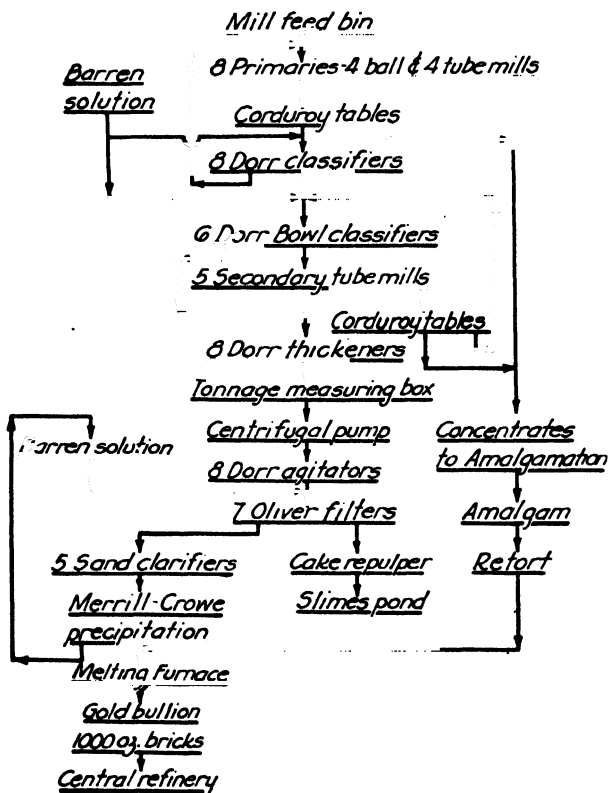 Mill feed bin
8 Primaries-4 ball & 4 tube mills
Barren
solution
Corduroy tables
8 Dorr classifiers
6 Dorr Bowl classifiers
5 Secondary tube mills
Corduroy tables
8 Dorr thickeners
Tonnage measuring box
Centrifugal pump
Concentrates
to Amalgamation
Barren solution
8 Dorr agitators
7 Oliver filters
Amalgam
5 Sand clarifiers
Cake repulper
Retort
Merrill-Crowe
precipitation
Slimes pond
Melting Furnace
Gold bullion
1000 oz. bricks
Central refinery